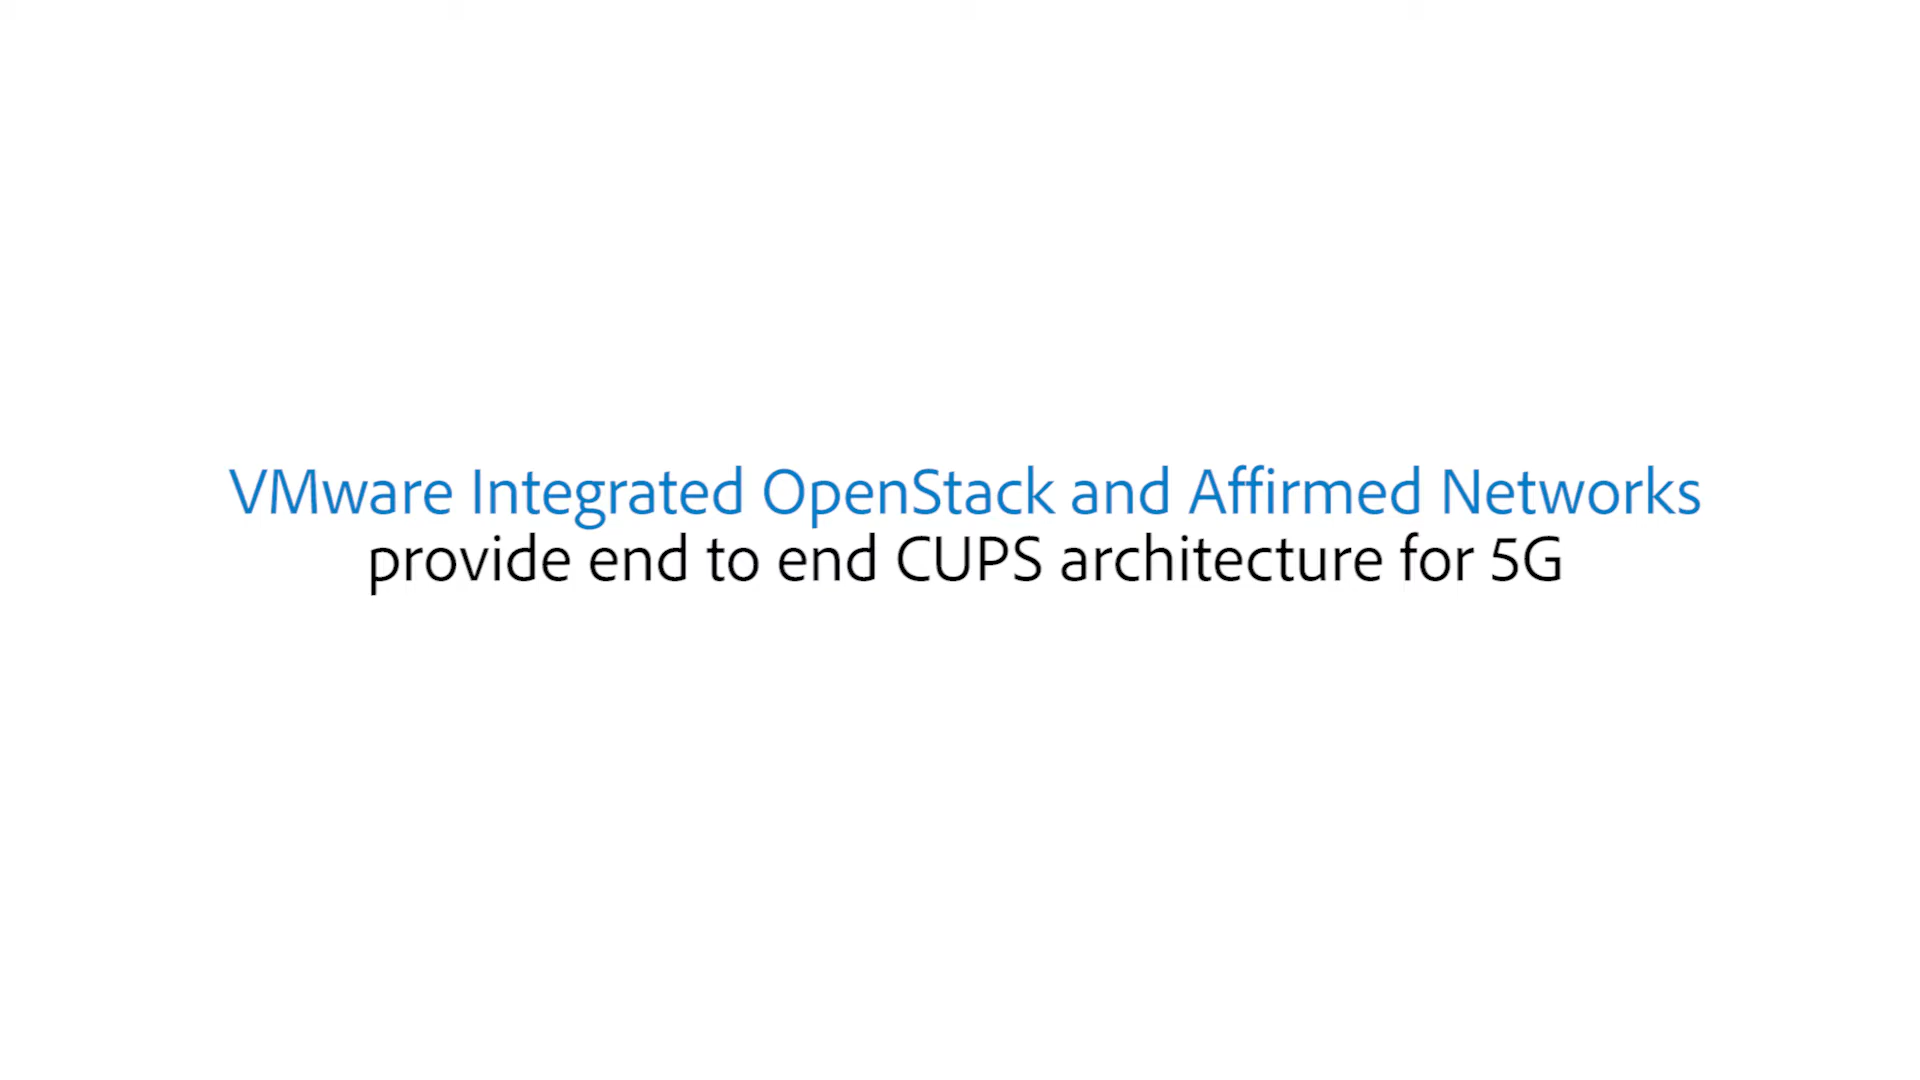 VMware Integrated OpenStack and Affirmed Networks
provide end to end CUPS architecture for 5G